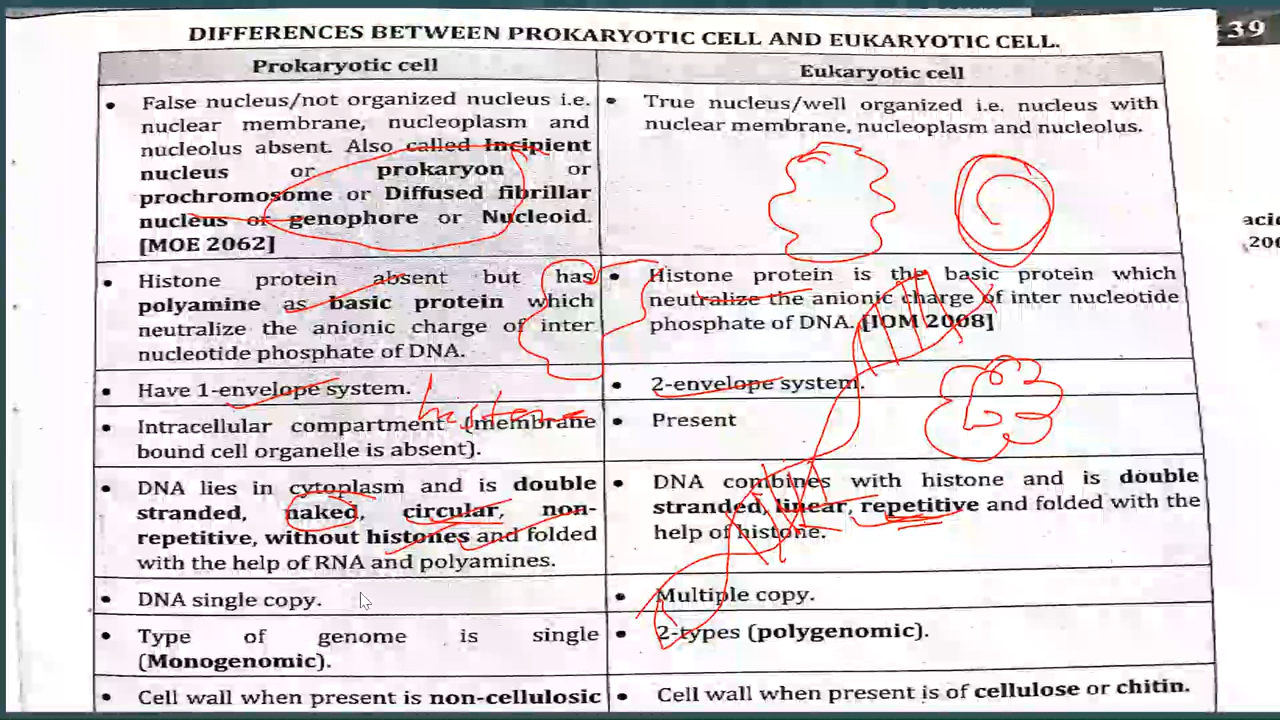 39
DIFFERENCES BETWEEN PROKARYOTIC CELL AND EUKARYOTIC CELL.
Prokaryotic cell
Eukaryotic cell
• False nucleus/not organized nucleus i.e.
nuclear membrane, nucleoplasm and
nucleolus absent. Also called Incipient
nucleus or prokaryon or
prochromosome or Diffused fibrillar
nucleus or genophore or Nucleoid.
[MOE 2062]
• True nucleus/well organized i.e. nucleus with
nuclear membrane, nucleoplasm and nucleolus.
• Histone protein absent but has
polyamine as basic protein which
neutralize the anionic charge of inter
nucleotide phosphate of DNA.
• Histone protein is the basic protein which
neutralize the anionic charge of inter nucleotide
phosphate of DNA. [IOM 2008]
• Have 1-envelope system.
• 2-envelope system.
histone
• Intracellular compartment (membrane
bound cell organelle is absent).
• Present
• DNA lies in cytoplasm and is double
stranded, naked, circular, non-
repetitive, without histones and folded
with the help of RNA and polyamines.
• DNA combines with histone and is double
stranded, linear, repetitive and folded with the
help of histone.
• DNA single copy.
• Multiple copy.
• Type of genome is single
(Monogenomic).
• 2-types (polygenomic).
• Cell wall when present is non-cellulosic
• Cell wall when present is of cellulose or chitin.